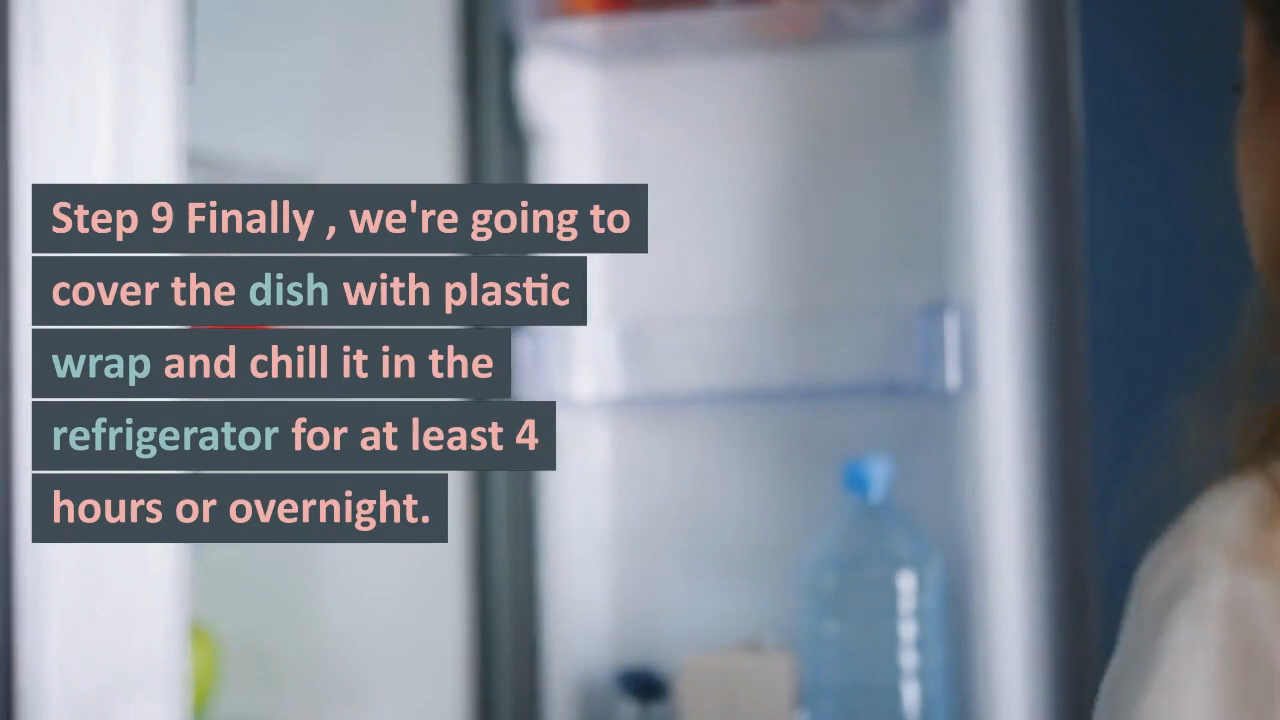 Step 9 Finally , we're going to
cover the dish with plastic
wrap and chill it in the
refrigerator for at least 4
hours or overnight.